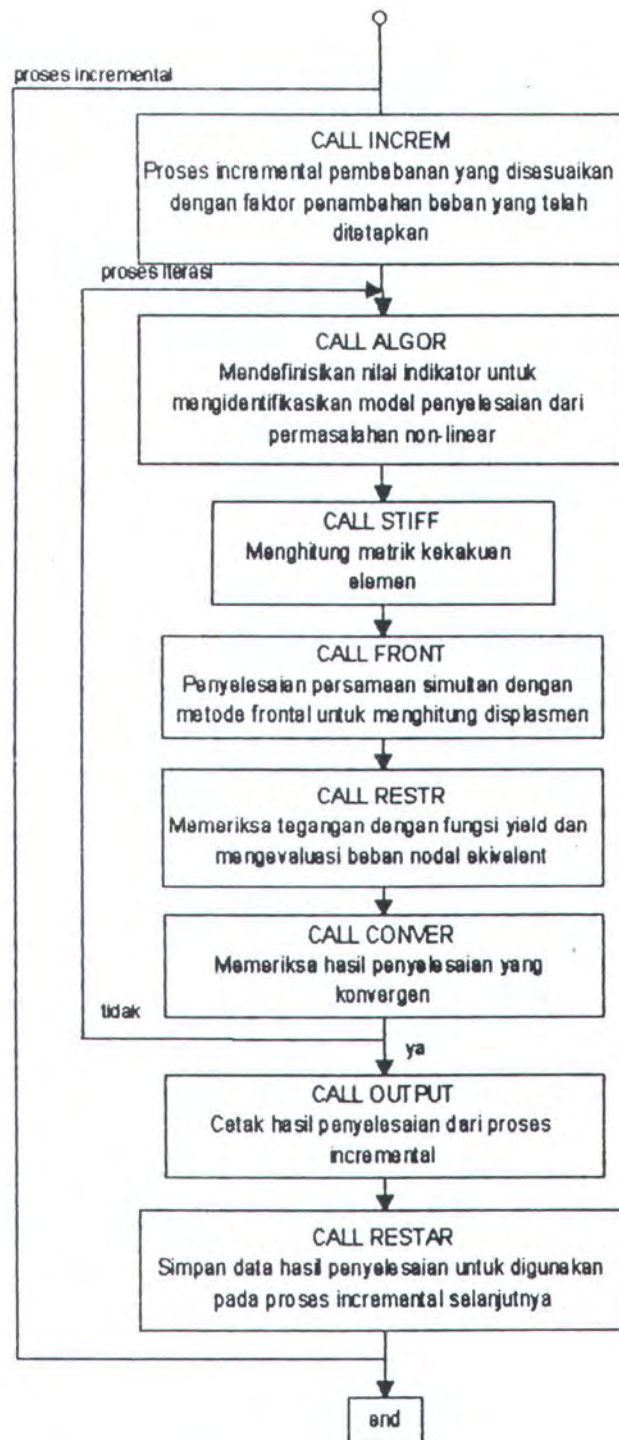 proses incremental
CALL INCREM
Proses incremental pembebanan yang disesuaikan
dengan faktor penambahan beban yang telah
ditetapkan
proses iterasi
CALL ALGOR
Mendefinisikan nilai indikator untuk
mengidentifikasikan model penyelesaian dari
permasalahan non-linear
CALL STIFF
Menghitung matrik kekakuan
elemen
CALL FRONT
Penyelesaian persamaan simultan dengan
metode frontal untuk menghitung displasmen
CALL RESTR
Memeriksa tegangan dengan fungsi yield dan
mengevaluasi beban nodal ekivalent
CALL CONVER
Memeriksa hasil penyelesaian yang
konvergen
tidak
ya
CALL OUTPUT
Cetak hasil penyelesaian dari proses
incremental
CALL RESTAR
Simpan data hasil penyelesaian untuk digunakan
pada proses incremental selanjutnya
end